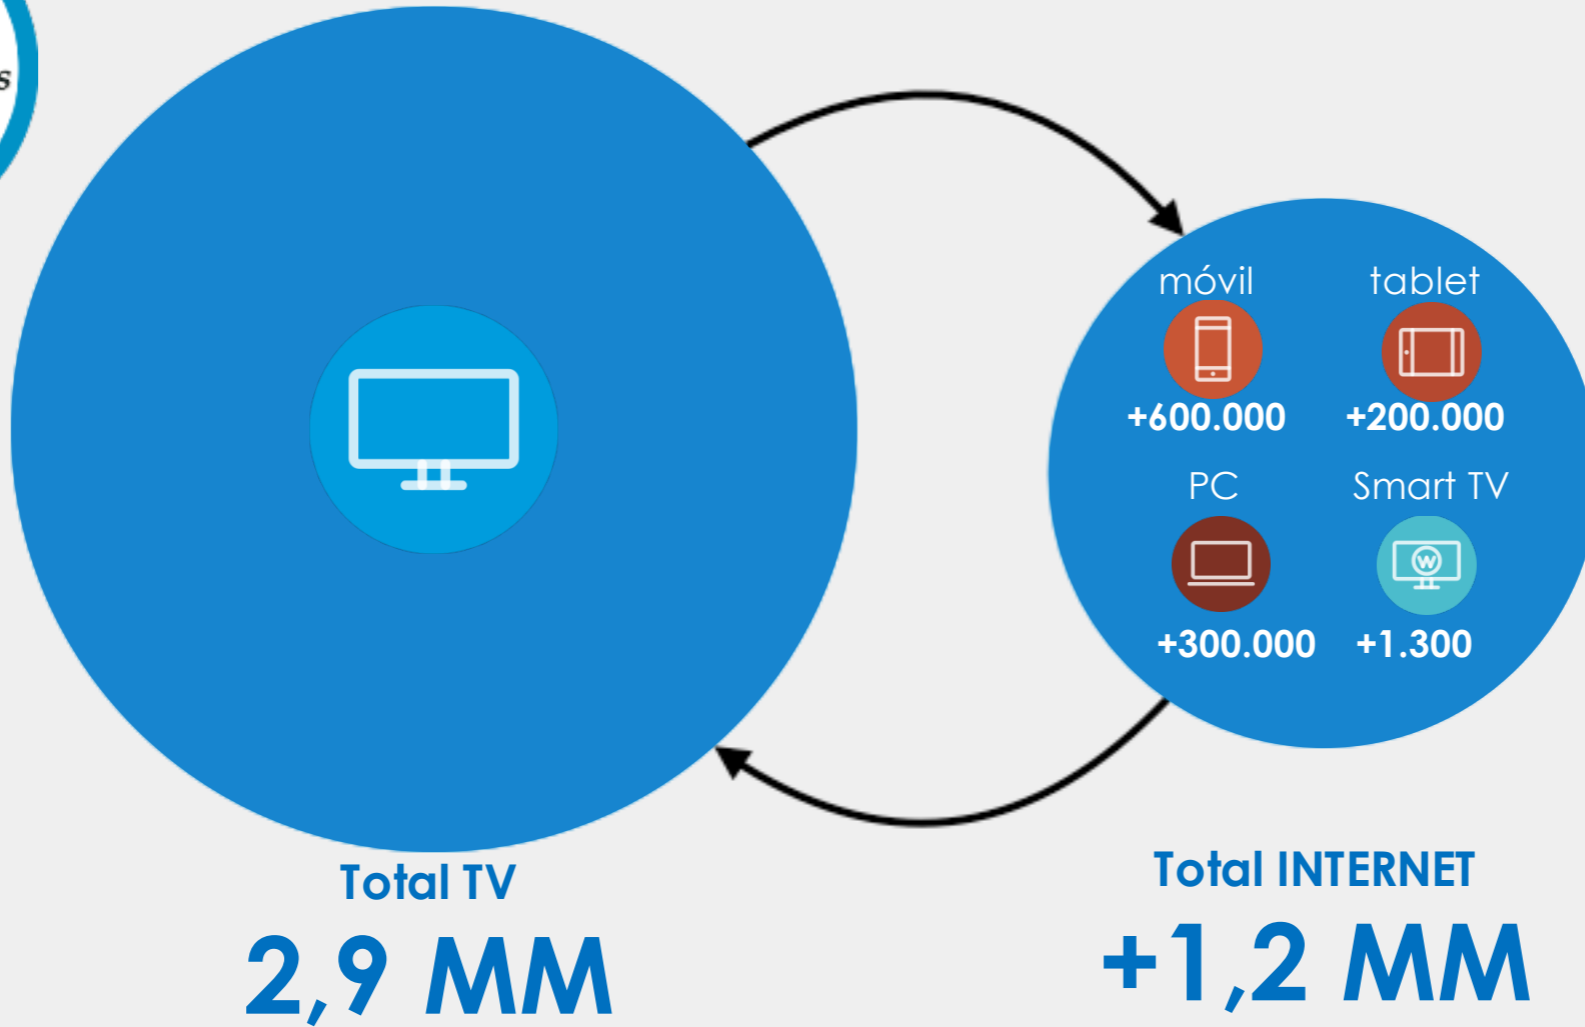 móvil tablet
+600.000 +200.000
PC Smart TV
+300.000 +1.300
Total TV
2,9 MM
Total INTERNET
+1,2 MM